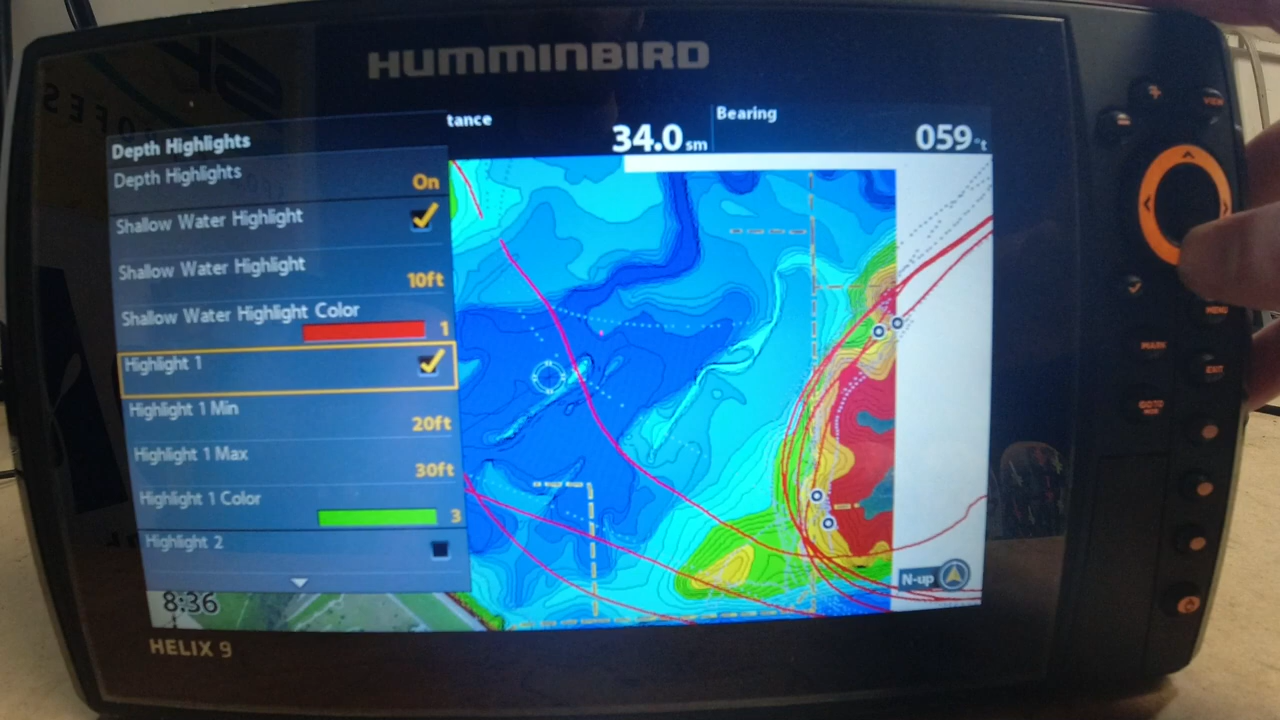 HUMMINBIRD
tance
34.0 sm
Bearing
059°t
Depth Highlights
Depth Highlights
On
Shallow Water Highlight
Shallow Water Highlight
10ft
Shallow Water Highlight Color
1
Highlight 1
Highlight 1 Min
20ft
Highlight 1 Max
30ft
Highlight 1 Color
3
Highlight 2
8:36
N-up
HELIX 9
VIEW
MENU
MARK
EXIT
GOTO